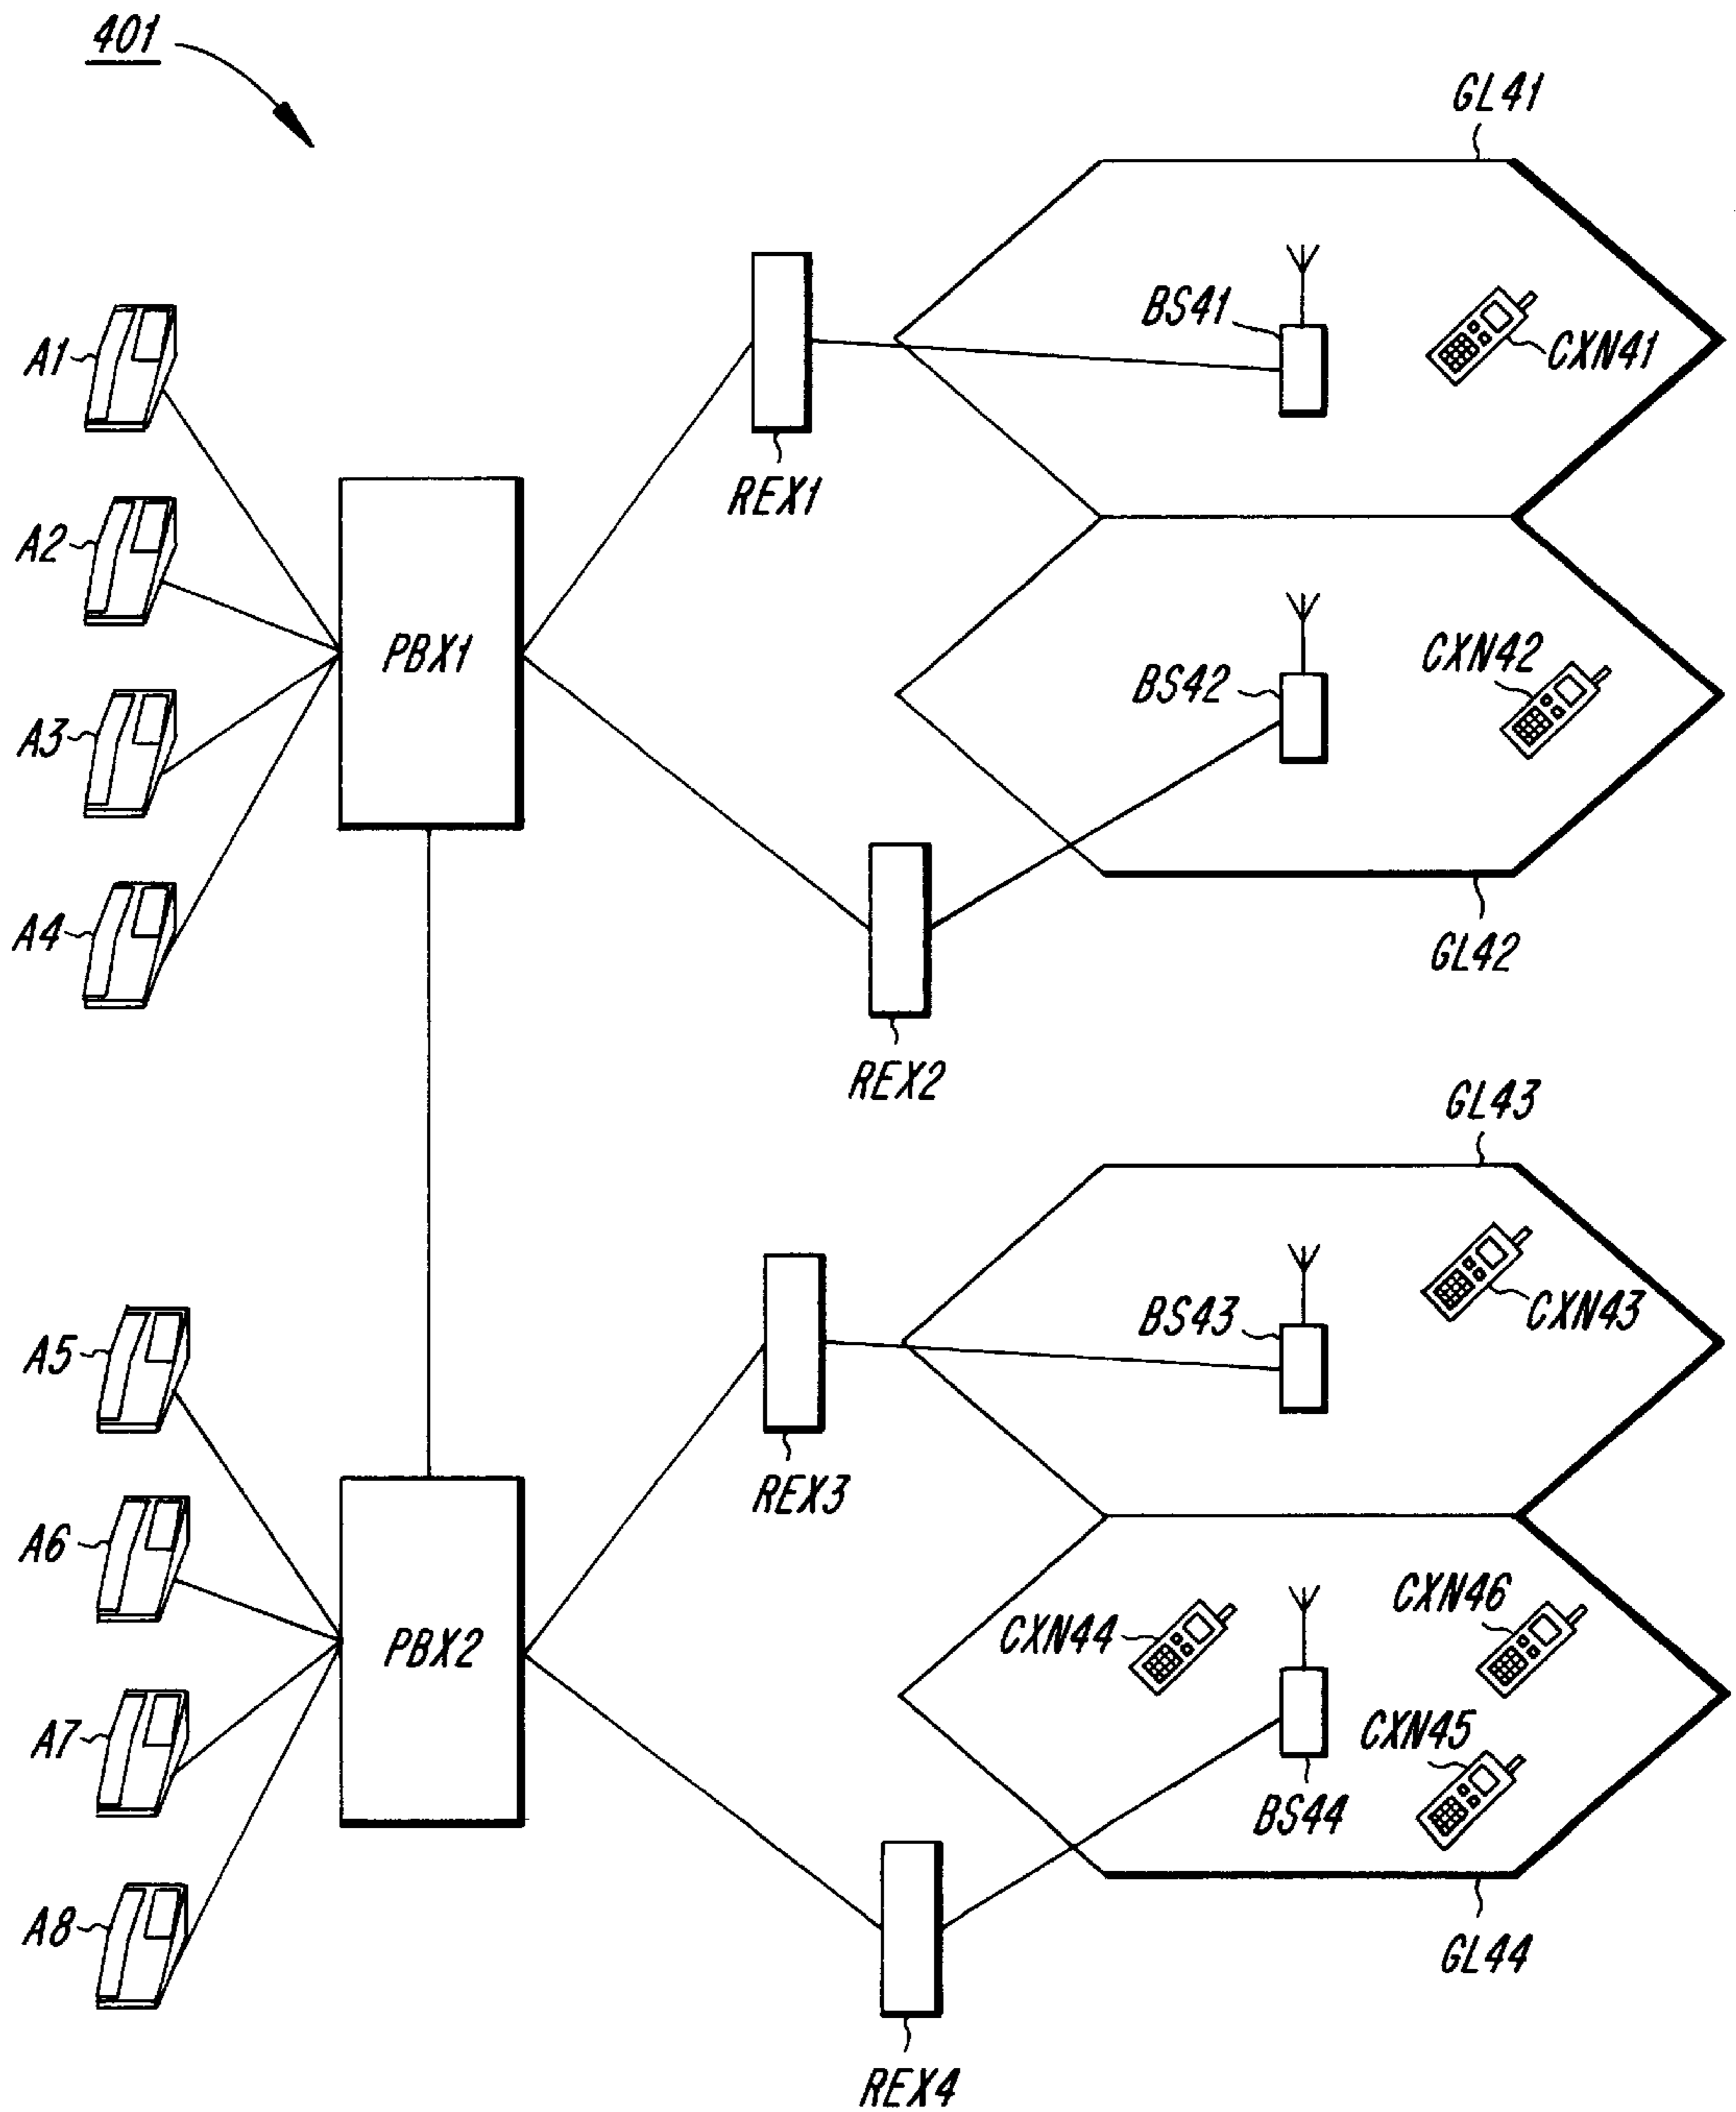 401
GL41
BS41
CXN41
A1
REX1
A2
PBX1
CXN42
BS42
A3
A4
GL42
REX2
GL43
BS43
CXN43
A5
REX3
A6
CXN46
CXN44
PBX2
A7
CXN45
BS44
A8
GL44
REX4